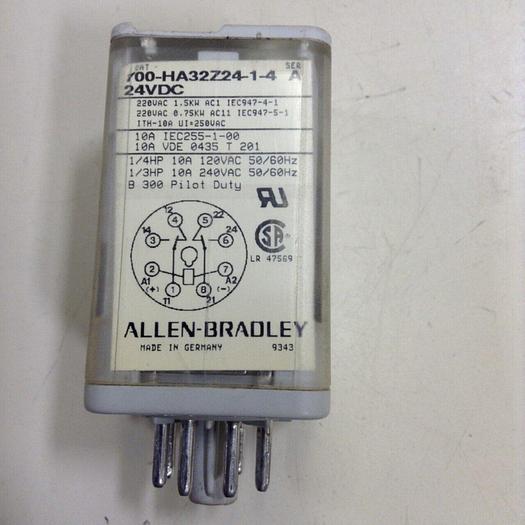 CAT SER
700-HA32Z24-1-4 A
24VDC
220VAC 1.5KW AC1 IEC947-4-1
220VAC 0.75KW AC11 IEC947-5-1
ITH-10A UI=250VAC
10A IEC255-1-00
10A VDE 0435 T 201
1/4HP 10A 120VAC 50/60Hz
1/3HP 10A 240VAC 50/60Hz
B 300 Pilot Duty
12 22
4 5
14 24
3 6
2 7
A1 A2
(+) 1 8 (-)
11 21
RU
SA
LR 47569
ALLEN-BRADLEY
MADE IN GERMANY 9343